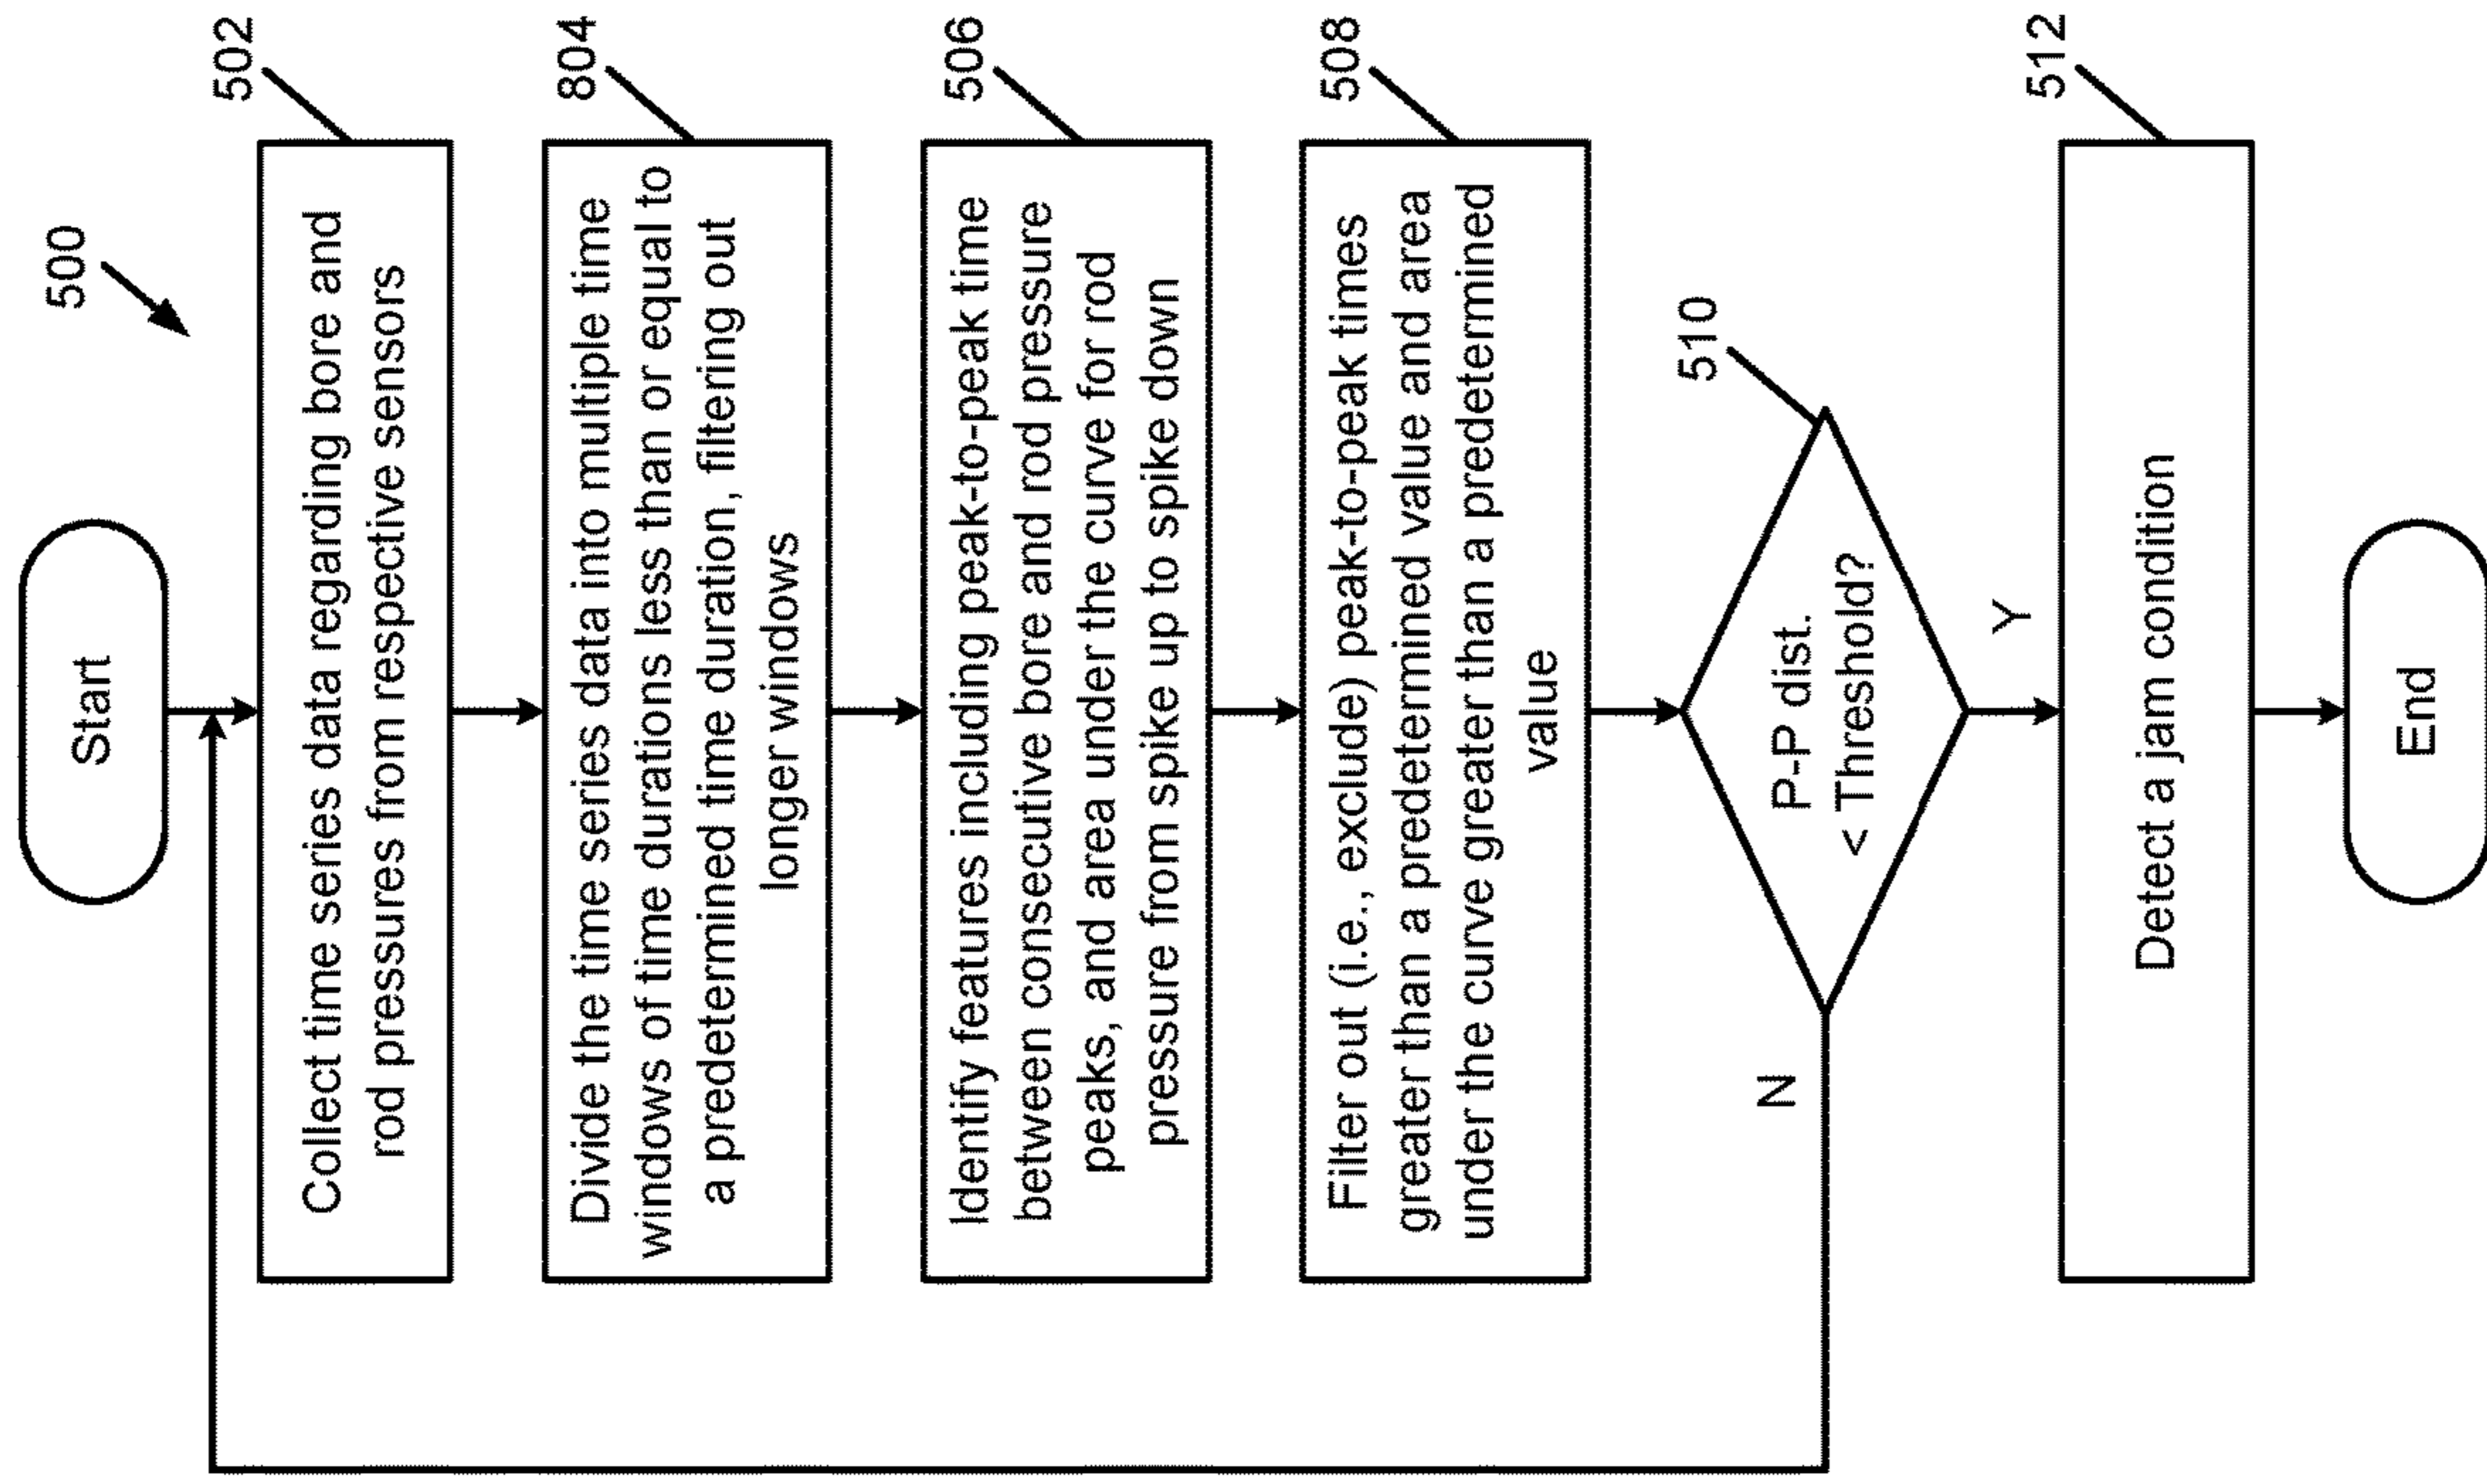 500
Start
502
Collect time series data regarding bore and
rod pressures from respective sensors
804
Divide the time series data into multiple time
windows of time durations less than or equal to
a predetermined time duration, filtering out
longer windows
506
Identify features including peak-to-peak time
between consecutive bore and rod pressure
peaks, and area under the curve for rod
pressure from spike up to spike down
508
Filter out (i.e., exclude) peak-to-peak times
greater than a predetermined value and area
under the curve greater than a predetermined
value
510
P-P dist.
< Threshold?
N
Y
512
Detect a jam condition
End